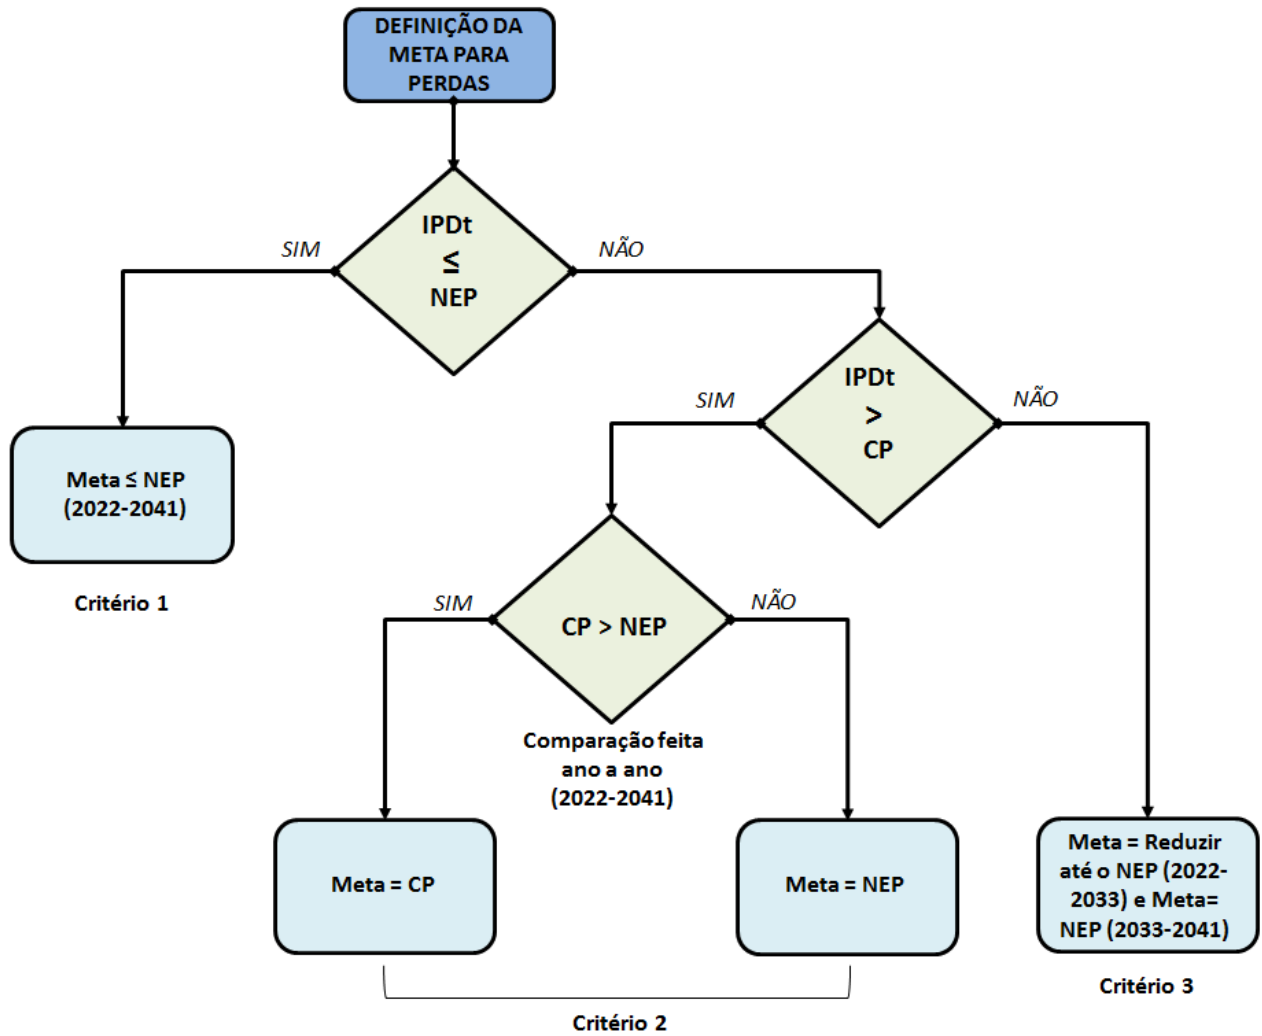 DEFINIÇÃO DA
META PARA
PERDAS
IPDt
≤
NEP
SIM
NÃO
IPDt
>
CP
SIM
NÃO
Meta ≤ NEP
(2022-2041)
Critério 1
CP > NEP
SIM
NÃO
Comparação feita
ano a ano
(2022-2041)
Meta = CP
Meta = NEP
Critério 2
Meta = Reduzir
até o NEP (2022-
2033) e Meta=
NEP (2033-2041)
Critério 3